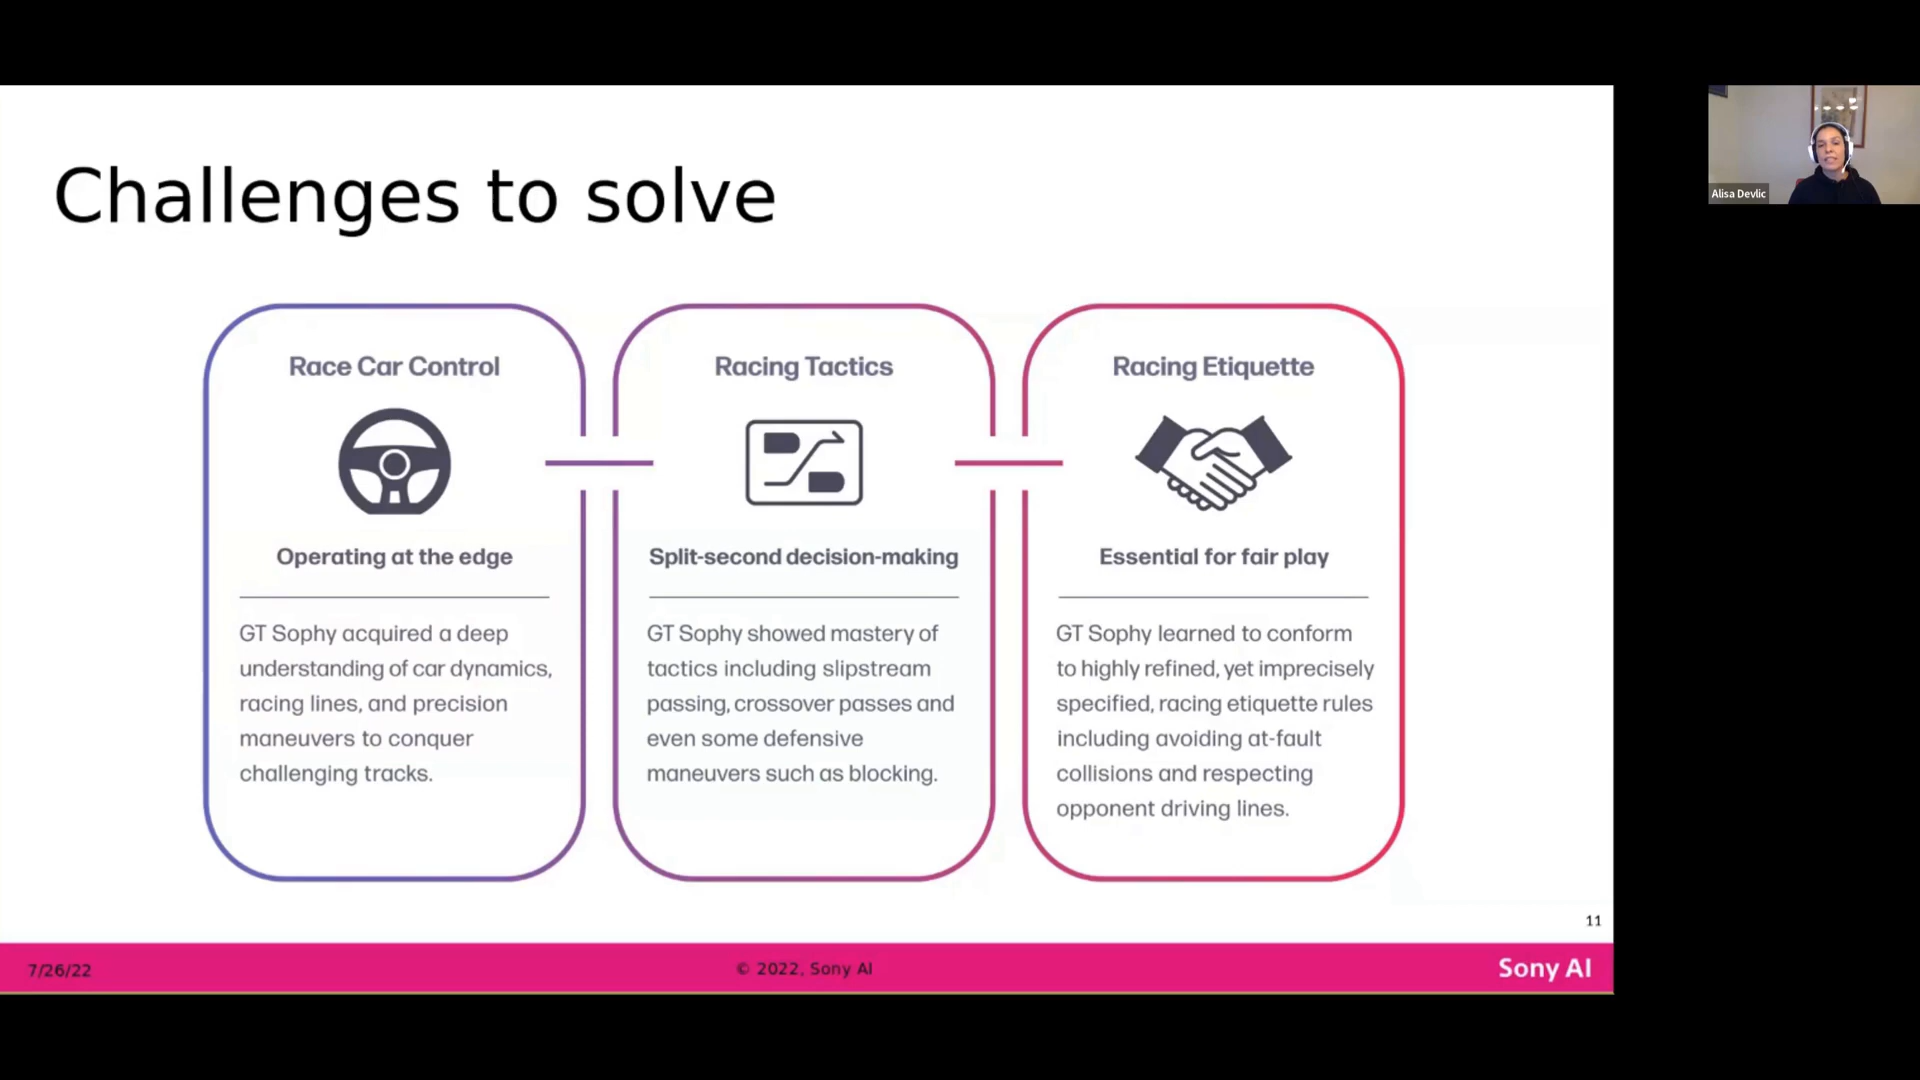 Challenges to solve
Race Car Control
Operating at the edge
GT Sophy acquired a deep
understanding of car dynamics,
racing lines, and precision
maneuvers to conquer
challenging tracks.
Racing Tactics
Split-second decision-making
GT Sophy showed mastery of
tactics including slipstream
passing, crossover passes and
even some defensive
maneuvers such as blocking.
Racing Etiquette
Essential for fair play
GT Sophy learned to conform
to highly refined, yet imprecisely
specified, racing etiquette rules
including avoiding at-fault
collisions and respecting
opponent driving lines.
11
7/26/22
© 2022, Sony AI
Sony AI
Alisa Devlic